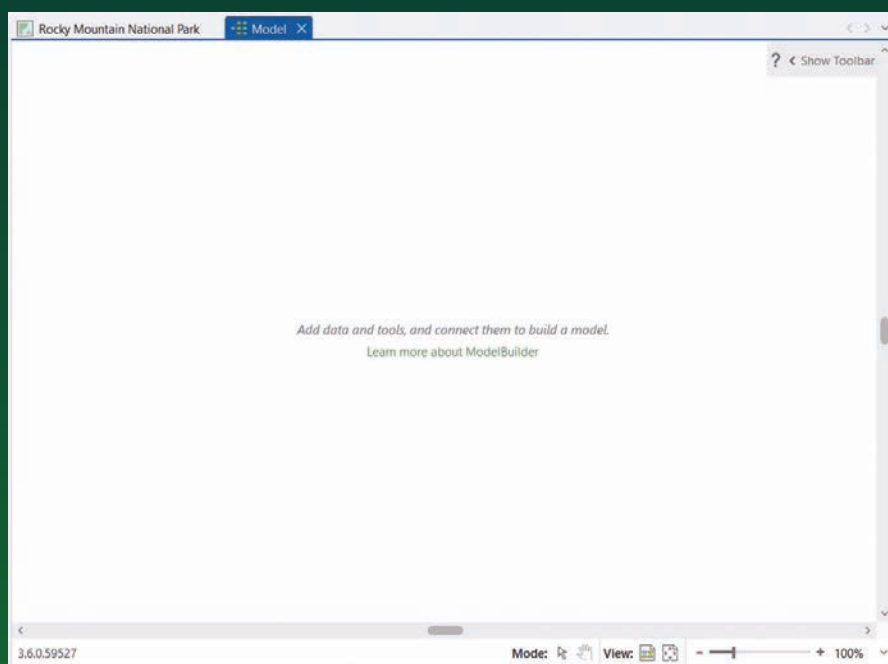 Rocky Mountain National Park Model
? Show Toolbar
Add data and tools, and connect them to build a model.
Learn more about ModelBuilder
3.6.0.59527 Mode: View: - + 100%